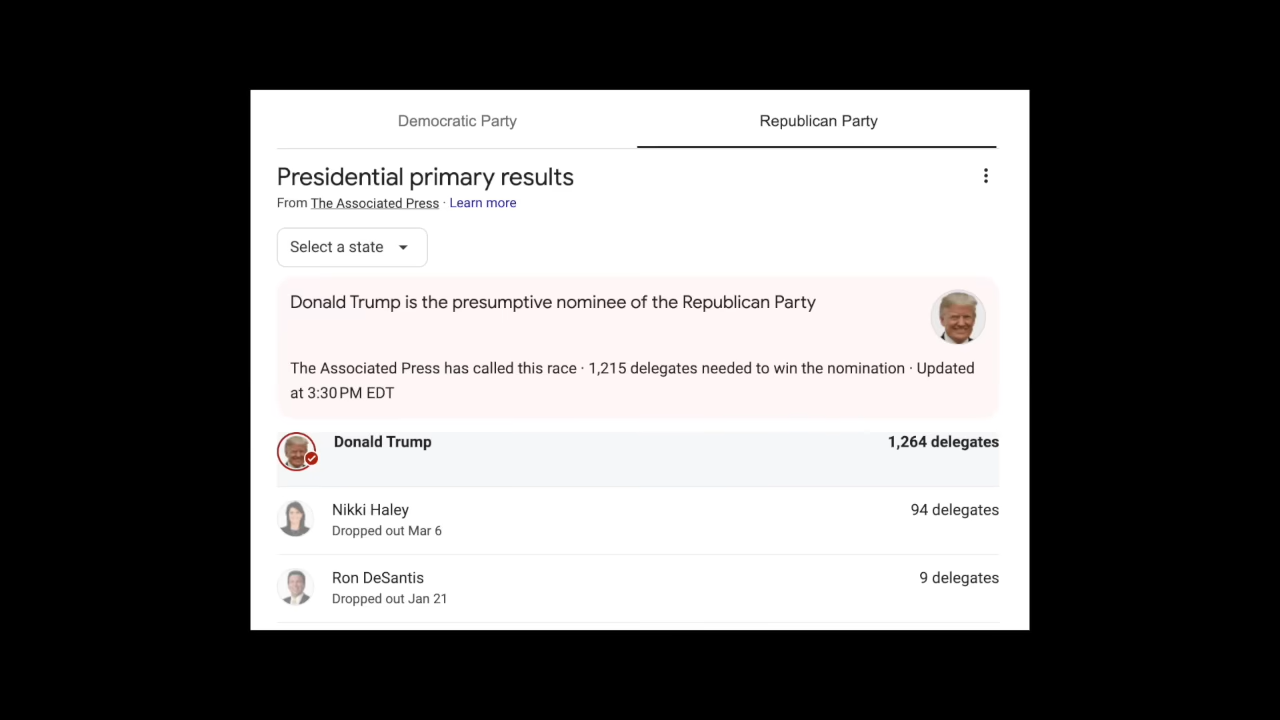 Democratic Party
Republican Party
Presidential primary results
From The Associated Press · Learn more
Select a state
Donald Trump is the presumptive nominee of the Republican Party
The Associated Press has called this race · 1,215 delegates needed to win the nomination · Updated
at 3:30 PM EDT
Donald Trump
1,264 delegates
Nikki Haley
94 delegates
Dropped out Mar 6
Ron DeSantis
9 delegates
Dropped out Jan 21